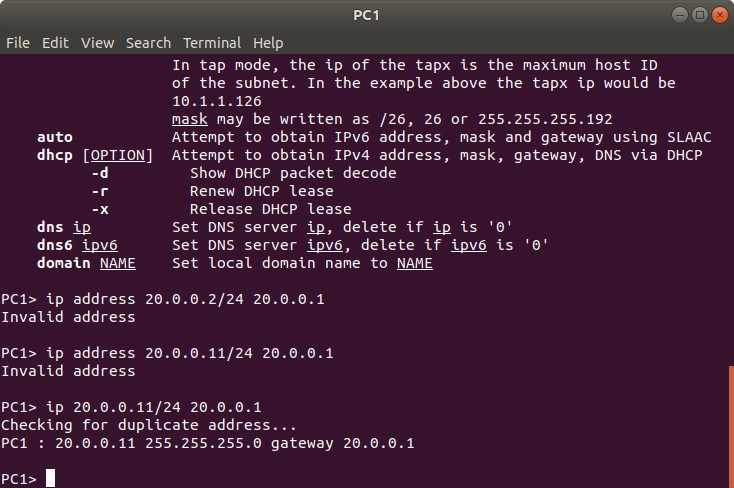 PC1
File Edit View Search Terminal Help
In tap mode, the ip of the tapx is the maximum host ID
of the subnet. In the example above the tapx ip would be
10.1.1.126
mask may be written as /26, 26 or 255.255.255.192
auto Attempt to obtain IPv6 address, mask and gateway using SLAAC
dhcp [OPTION] Attempt to obtain IPv4 address, mask, gateway, DNS via DHCP
-d Show DHCP packet decode
-r Renew DHCP lease
-x Release DHCP lease
dns ip Set DNS server ip, delete if ip is '0'
dns6 ipv6 Set DNS server ipv6, delete if ipv6 is '0'
domain NAME Set local domain name to NAME
PC1> ip address 20.0.0.2/24 20.0.0.1
Invalid address
PC1> ip address 20.0.0.11/24 20.0.0.1
Invalid address
PC1> ip 20.0.0.11/24 20.0.0.1
Checking for duplicate address...
PC1 : 20.0.0.11 255.255.255.0 gateway 20.0.0.1
PC1>